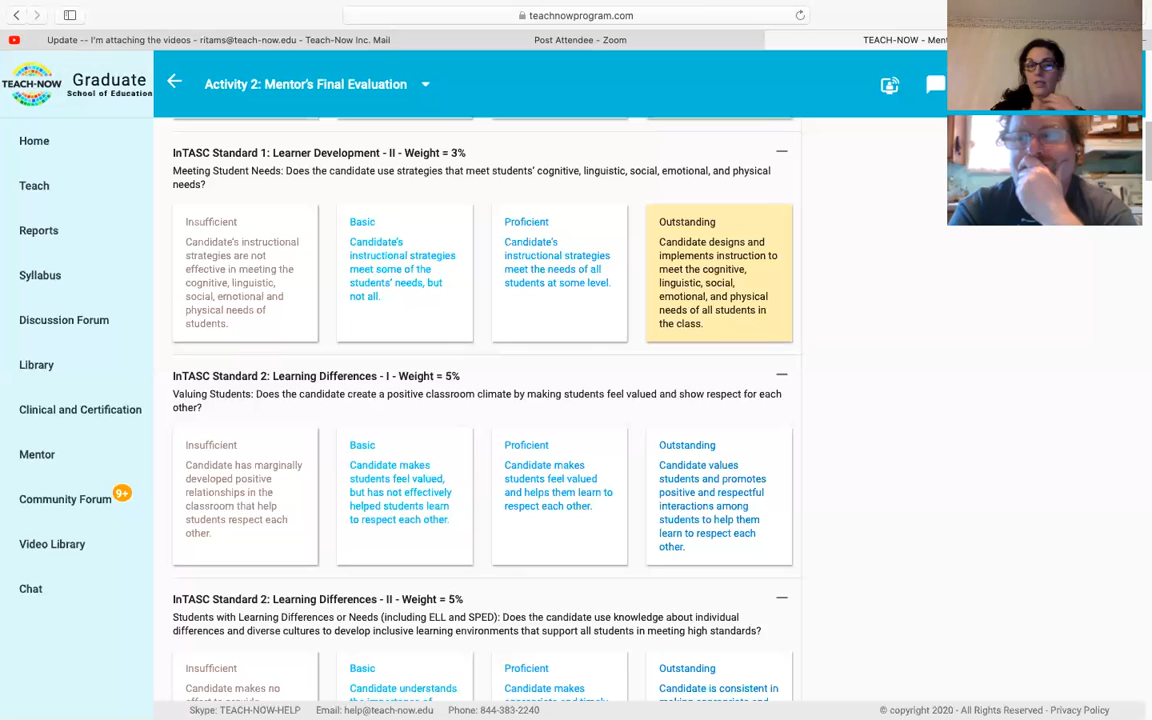 teachnowprogram.com
Update -- I'm attaching the videos - ritams@teach-now.edu - Teach-Now Inc. Mail
Post Attendee - Zoom
TEACH-NOW - Ment
TEACH-NOW
Graduate
School of Education
Activity 2: Mentor's Final Evaluation
Home
Teach
Reports
Syllabus
Discussion Forum
Library
Clinical and Certification
Mentor
Community Forum
9+
Video Library
Chat
InTASC Standard 1: Learner Development - II - Weight = 3%
Meeting Student Needs: Does the candidate use strategies that meet students' cognitive, linguistic, social, emotional, and physical
needs?
Insufficient
Candidate's instructional
strategies are not
effective in meeting the
cognitive, linguistic,
social, emotional and
physical needs of
students.
Basic
Candidate's
instructional strategies
meet some of the
students' needs, but
not all.
Proficient
Candidate's
instructional strategies
meet the needs of all
students at some level.
Outstanding
Candidate designs and
implements instruction to
meet the cognitive,
linguistic, social,
emotional, and physical
needs of all students in
the class.
InTASC Standard 2: Learning Differences - I - Weight = 5%
Valuing Students: Does the candidate create a positive classroom climate by making students feel valued and show respect for each
other?
Insufficient
Candidate has marginally
developed positive
relationships in the
classroom that help
students respect each
other.
Basic
Candidate makes
students feel valued,
but has not effectively
helped students learn
to respect each other.
Proficient
Candidate makes
students feel valued
and helps them learn to
respect each other.
Outstanding
Candidate values
students and promotes
positive and respectful
interactions among
students to help them
learn to respect each
other.
InTASC Standard 2: Learning Differences - II - Weight = 5%
Students with Learning Differences or Needs (including ELL and SPED): Does the candidate use knowledge about individual
differences and diverse cultures to develop inclusive learning environments that support all students in meeting high standards?
Insufficient
Candidate makes no
Basic
Candidate understands
Proficient
Candidate makes
Outstanding
Candidate is consistent in
Skype: TEACH-NOW-HELP Email: help@teach-now.edu Phone: 844-383-2240
© copyright 2020 - All Rights Reserved - Privacy Policy